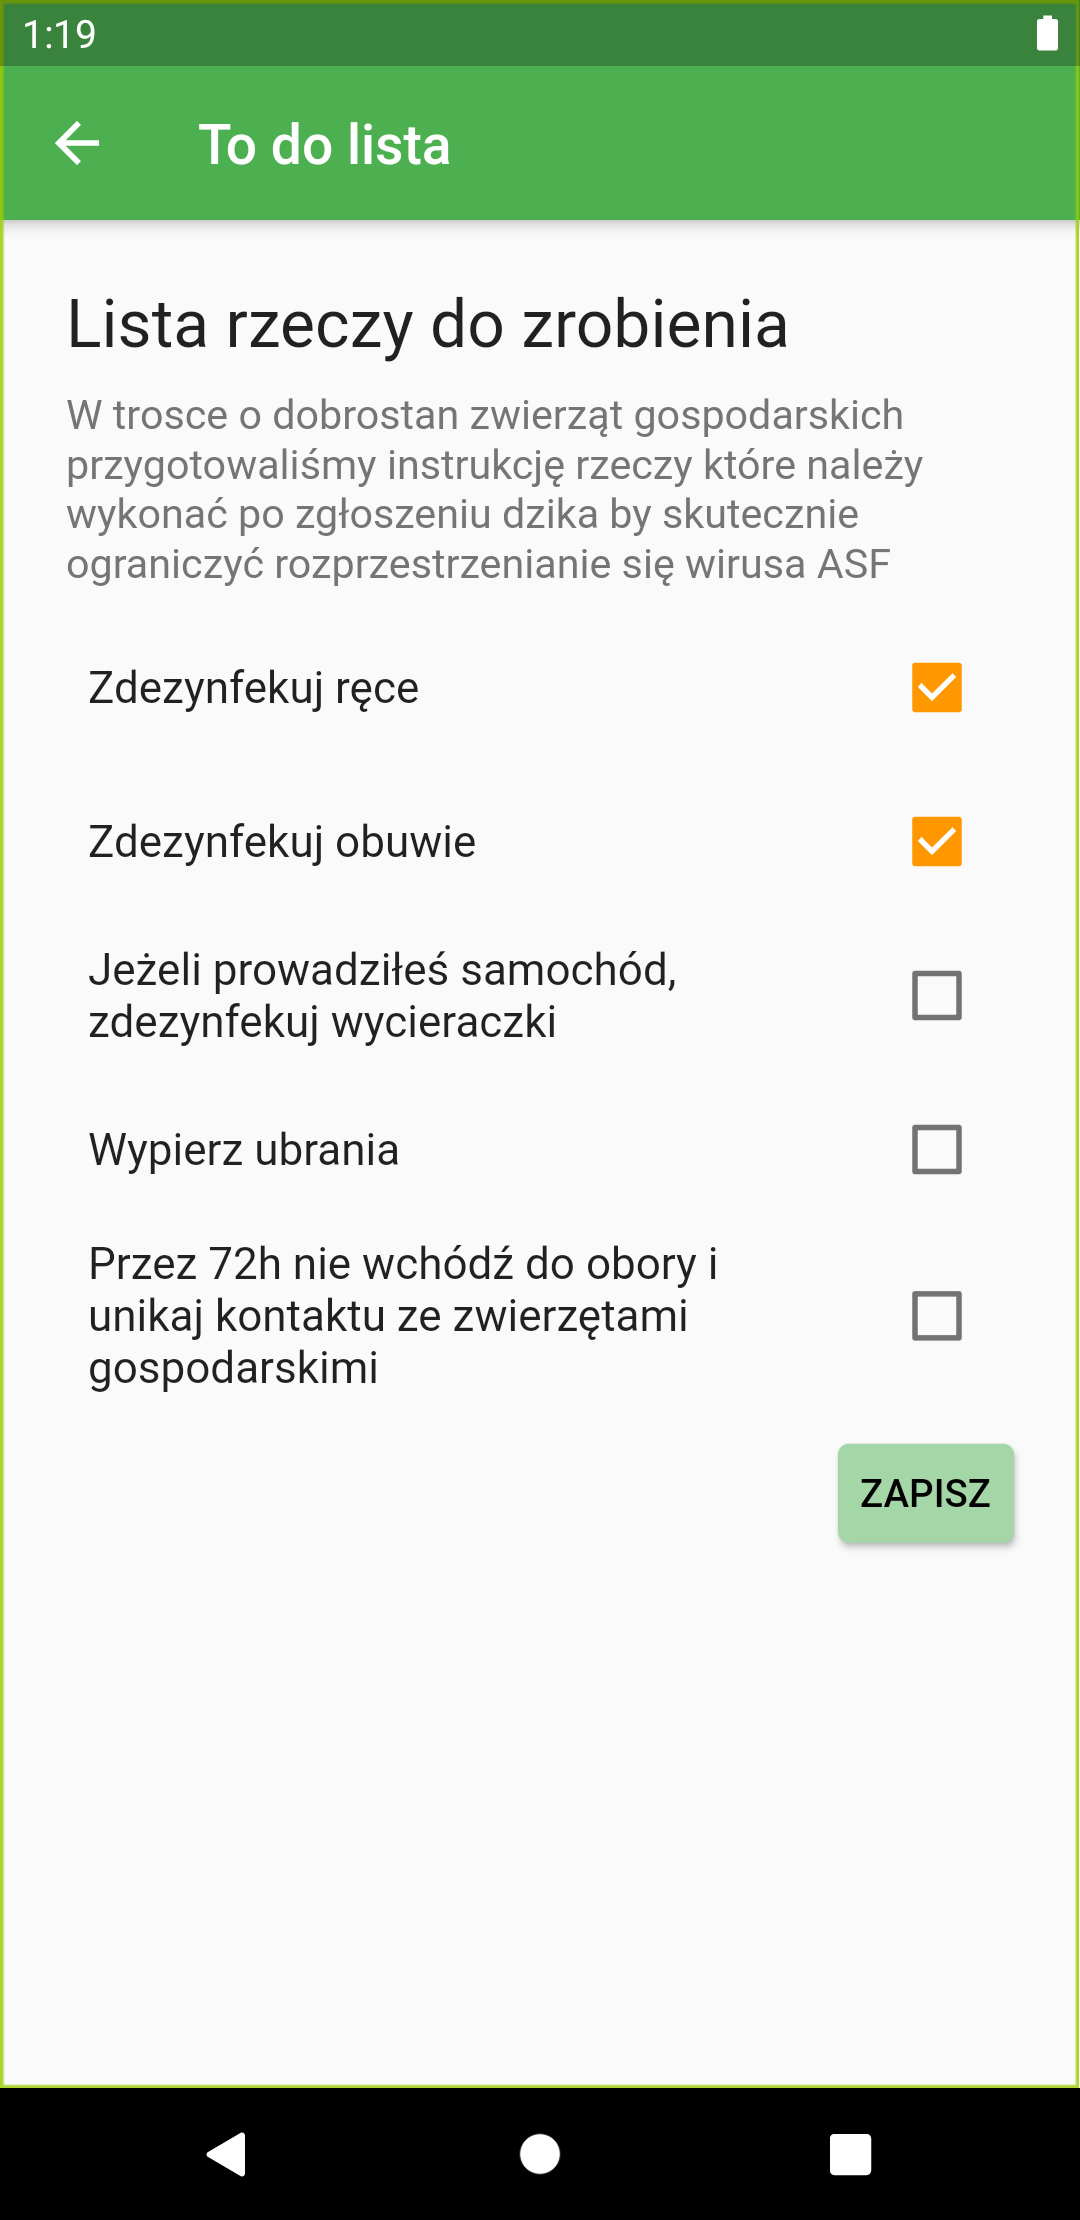 1:19
To do lista
Lista rzeczy do zrobienia
W trosce o dobrostan zwierząt gospodarskich
przygotowaliśmy instrukcję rzeczy które należy
wykonać po zgłoszeniu dzika by skutecznie
ograniczyć rozprzestrzenianie się wirusa ASF
Zdezynfekuj ręce
Zdezynfekuj obuwie
Jeżeli prowadziłeś samochód,
zdezynfekuj wycieraczki
Wypierz ubrania
Przez 72h nie wchódź do obory i
unikaj kontaktu ze zwierzętami
gospodarskimi
ZAPISZ